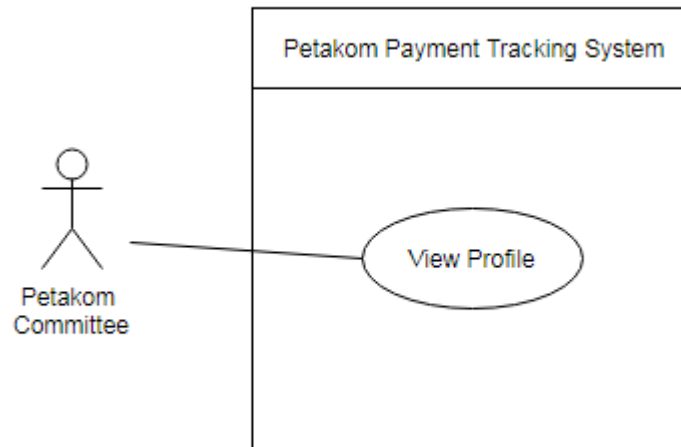 Petakom Payment Tracking System
View Profile
Petakom
Committee